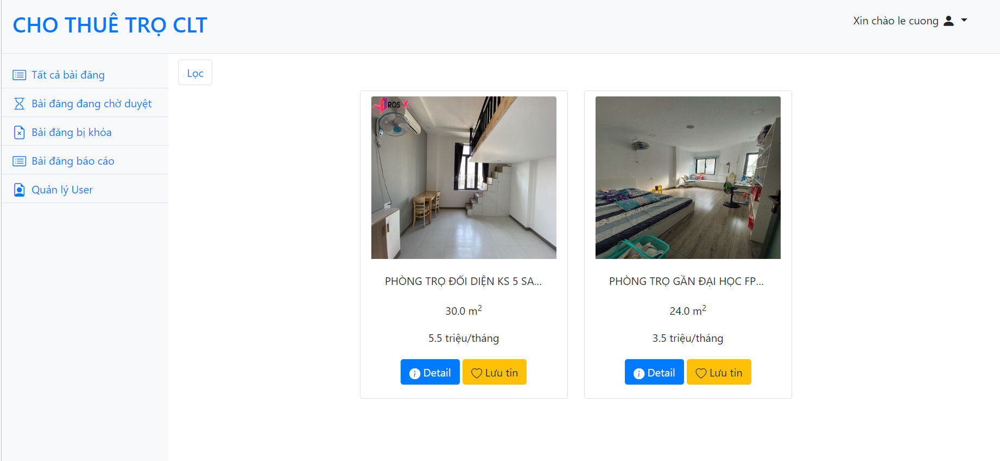 CHO THUÊ TRỌ CLT
Xin chào le cuong
Tất cả bài đăng
Bài đăng đang chờ duyệt
Bài đăng bị khóa
Bài đăng báo cáo
Quản lý User
Lọc
ROS
PHÒNG TRỌ ĐỐI DIỆN KS 5 SA...
30.0 m²
5.5 triệu/tháng
Detail
Lưu tin
PHÒNG TRỌ GẦN ĐẠI HỌC FP...
24.0 m²
3.5 triệu/tháng
Detail
Lưu tin